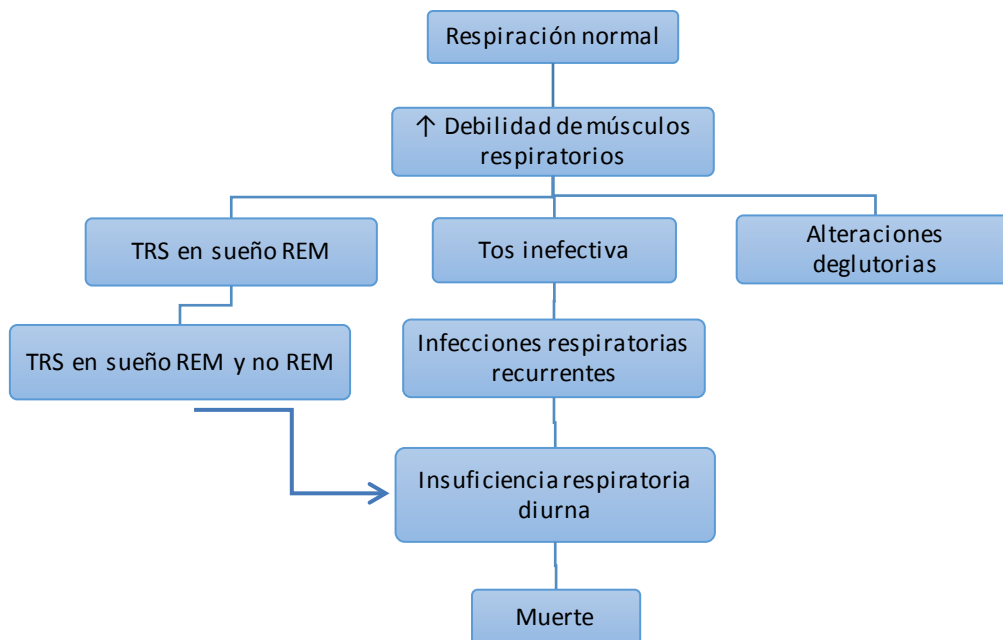 Respiración normal
↑ Debilidad de músculos
respiratorios
TRS en sueño REM
Tos inefectiva
Alteraciones
deglutorias
TRS en sueño REM y no REM
Infecciones respiratorias
recurrentes
Insuficiencia respiratoria
diurna
Muerte